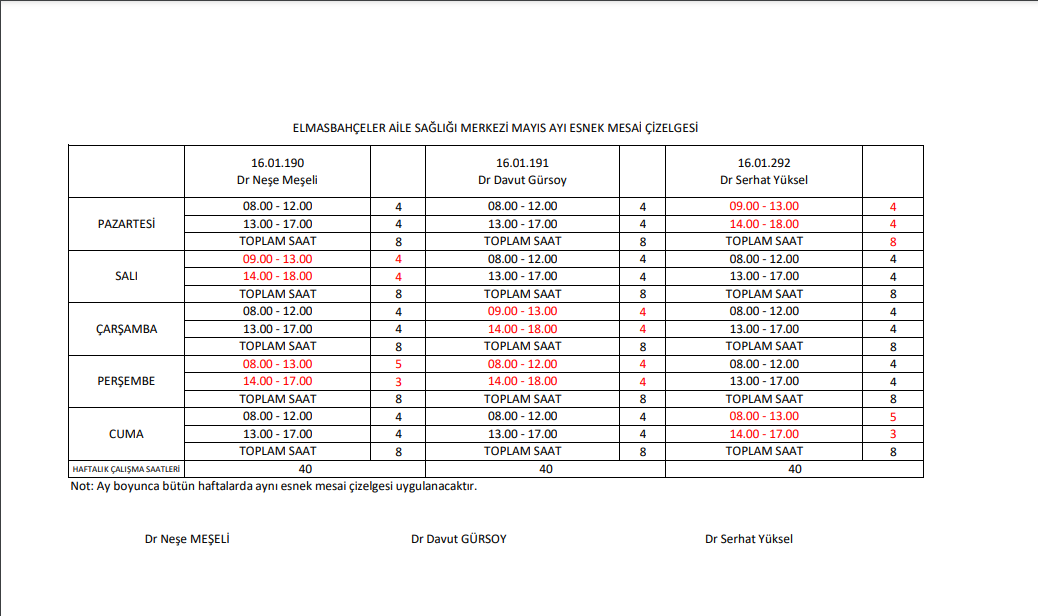 ELMASBAHÇELER AİLE SAĞLIĞI MERKEZİ MAYIS AYI ESNEK MESAİ ÇİZELGESİ
16.01.190 16.01.191 16.01.292
Dr Neşe Meşeli Dr Davut Gürsoy Dr Serhat Yüksel
08.00 - 12.00 4 08.00 - 12.00 4 09.00 - 13.00 4
PAZARTESİ 13.00 - 17.00 4 13.00 - 17.00 4 14.00 - 18.00 4
TOPLAM SAAT 8 TOPLAM SAAT 8 TOPLAM SAAT 8
09.00 - 13.00 4 08.00 - 12.00 4 08.00 - 12.00 4
SALI 14.00 - 18.00 4 13.00 - 17.00 4 13.00 - 17.00 4
TOPLAM SAAT 8 TOPLAM SAAT 8 TOPLAM SAAT 8
08.00 - 12.00 4 09.00 - 13.00 4 08.00 - 12.00 4
ÇARŞAMBA 13.00 - 17.00 4 14.00 - 18.00 4 13.00 - 17.00 4
TOPLAM SAAT 8 TOPLAM SAAT 8 TOPLAM SAAT 8
08.00 - 13.00 5 08.00 - 12.00 4 08.00 - 12.00 4
PERŞEMBE 14.00 - 17.00 3 14.00 - 18.00 4 13.00 - 17.00 4
TOPLAM SAAT 8 TOPLAM SAAT 8 TOPLAM SAAT 8
08.00 - 12.00 4 08.00 - 12.00 4 08.00 - 13.00 5
CUMA 13.00 - 17.00 4 13.00 - 17.00 4 14.00 - 17.00 3
TOPLAM SAAT 8 TOPLAM SAAT 8 TOPLAM SAAT 8
HAFTALIK ÇALIŞMA SAATLERİ 40 40 40
Not: Ay boyunca bütün haftalarda aynı esnek mesai çizelgesi uygulanacaktır.
Dr Neşe MEŞELİ Dr Davut GÜRSOY Dr Serhat Yüksel